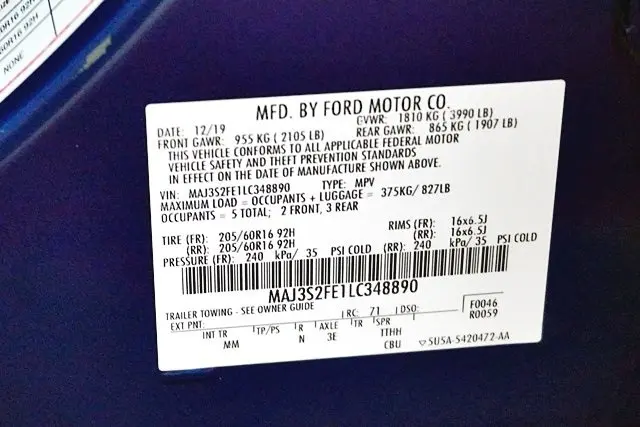 0R16 92H
60R16 92H
NONE
MFD. BY FORD MOTOR CO.
DATE: 12/19 GVWR: 1810 KG ( 3990 LB)
FRONT GAWR: 955 KG ( 2105 LB) REAR GAWR: 865 KG ( 1907 LB)
THIS VEHICLE CONFORMS TO ALL APPLICABLE FEDERAL MOTOR
VEHICLE SAFETY AND THEFT PREVENTION STANDARDS
IN EFFECT ON THE DATE OF MANUFACTURE SHOWN ABOVE.
VIN: MAJ3S2FE1LC348890 TYPE: MPV
MAXIMUM LOAD = OCCUPANTS + LUGGAGE = 375KG/ 827LB
OCCUPANTS = 5 TOTAL; 2 FRONT, 3 REAR
TIRE (FR): 205/60R16 92H RIMS (FR): 16x6.5J
(RR): 205/60R16 92H (RR): 16x6.5J
PRESSURE (FR): 240 kPa/ 35 PSI COLD (RR): 240 kPa/ 35 PSI COLD
MAJ3S2FE1LC348890
TRAILER TOWING - SEE OWNER GUIDE RC: 71 DSO: F0046
EXT PNT: R0059
INT TR TP/PS R AXLE TR SPR
MM N 3E TTHH
CBU SU5A-5420472-AA